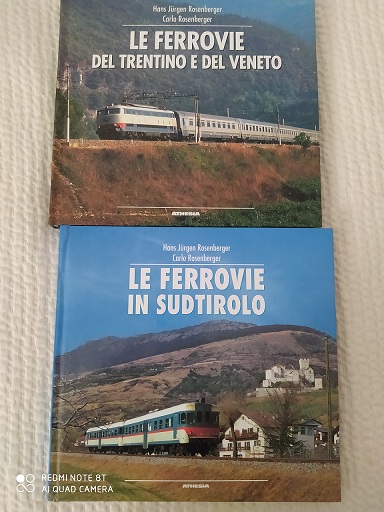 Hans Jürgen Rosenberger
Carlo Rosenberger
LE FERROVIE
DEL TRENTINO E DEL VENETO
ATHESIA
Hans Jürgen Rosenberger
Carlo Rosenberger
LE FERROVIE
IN SUDTIROLO
ATHESIA
REDMI NOTE 8T
AI QUAD CAMERA